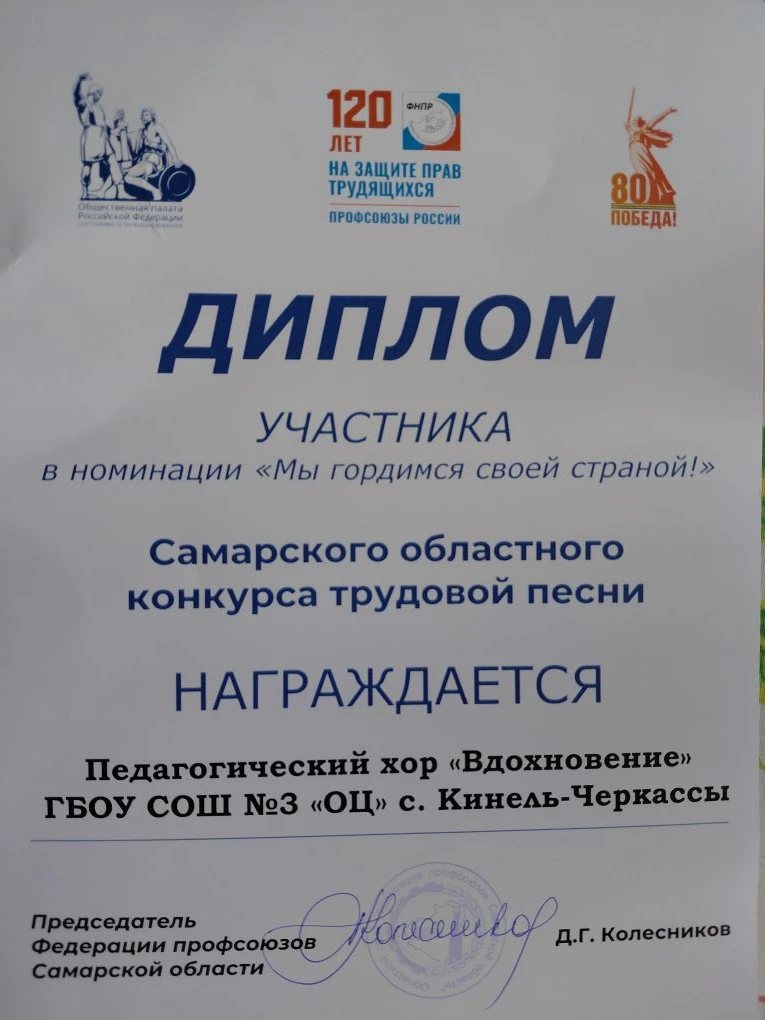 Общественная палата
Российской Федерации
120
ЛЕТ
ФНПР
НА ЗАЩИТЕ ПРАВ
ТРУДЯЩИХСЯ
ПРОФСОЮЗЫ РОССИИ
80
ПОБЕДА!
ДИПЛОМ
УЧАСТНИКА
в номинации «Мы гордимся своей страной!»
Самарского областного
конкурса трудовой песни
НАГРАЖДАЕТСЯ
Педагогический хор «Вдохновение»
ГБОУ СОШ №3 «ОЦ» с. Кинель-Черкассы
Председатель
Федерации профсоюзов
Самарской области
Д.Г. Колесников